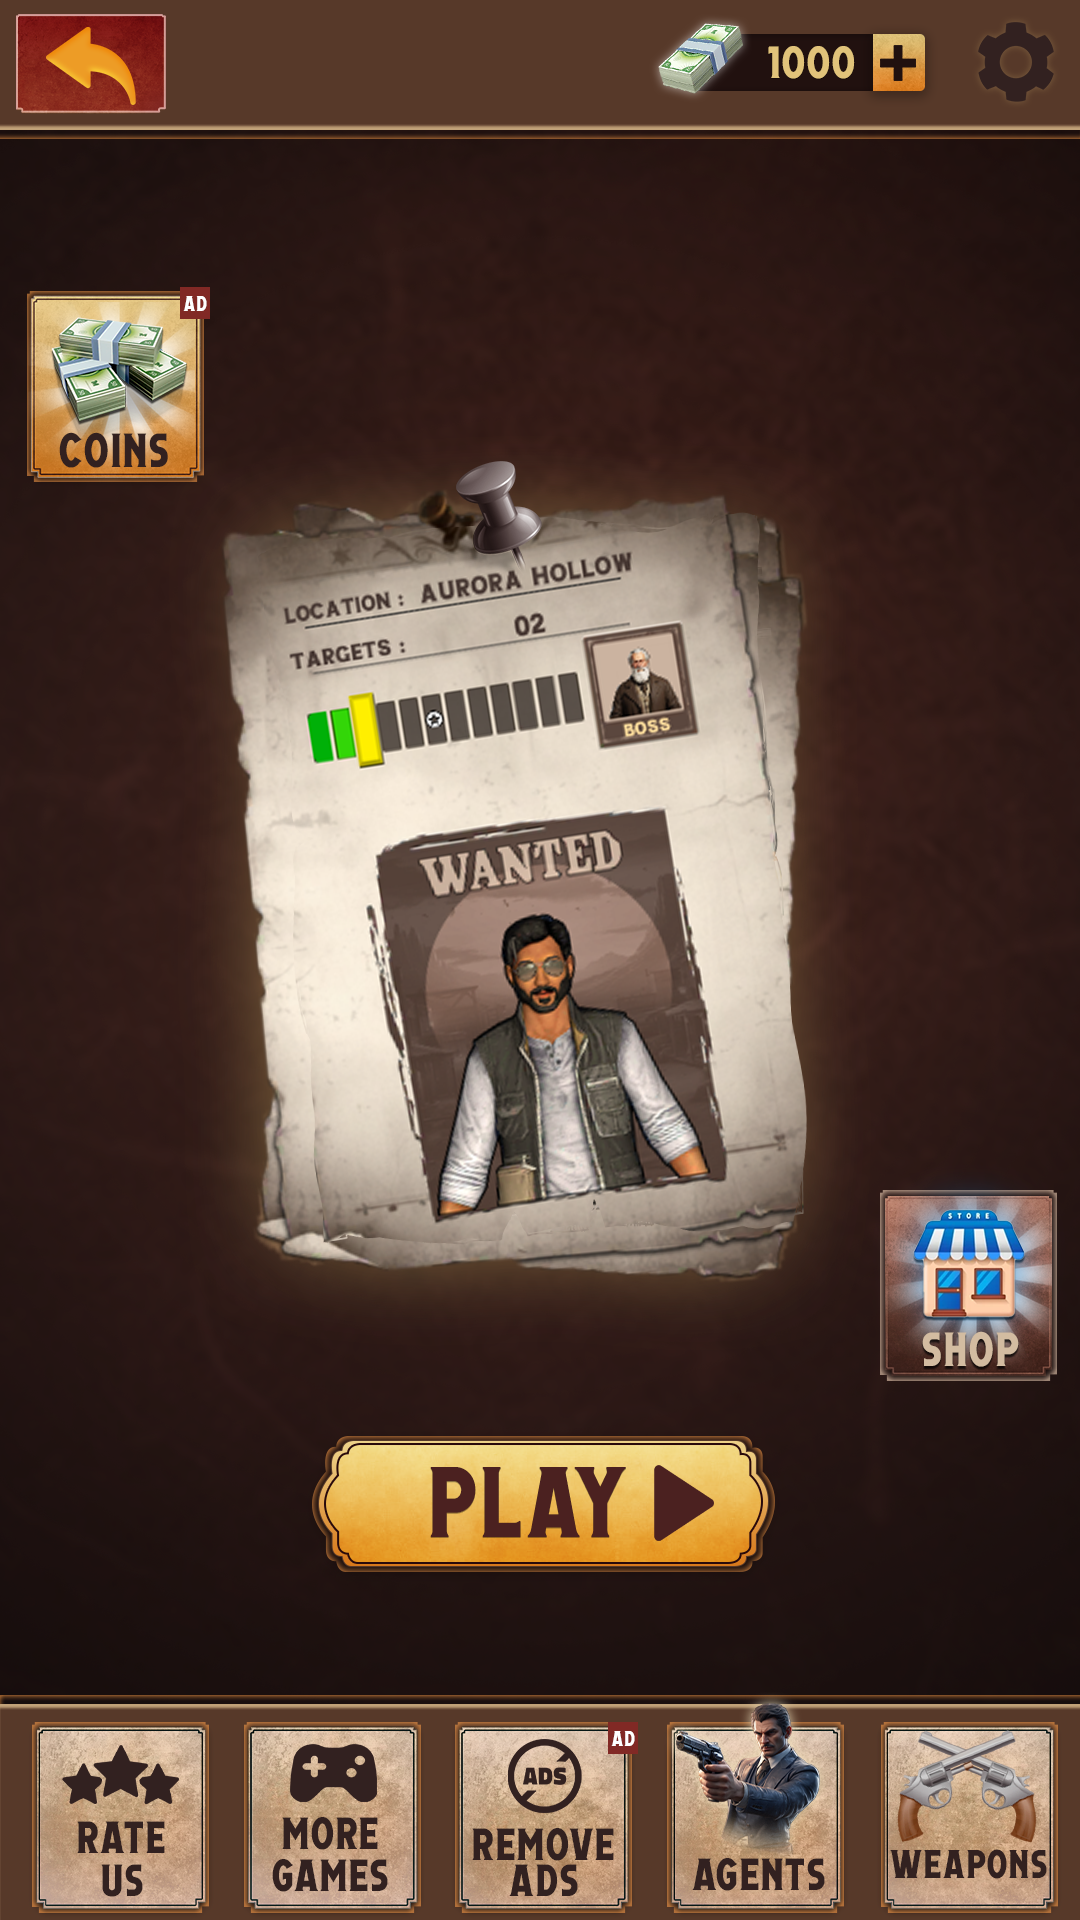 1000
AD
COINS
LOCATION : AURORA HOLLOW
TARGETS : 02
BOSS
WANTED
STORE
SHOP
PLAY
RATE
US
MORE
GAMES
AD
ADS
REMOVE
ADS
AGENTS
WEAPONS